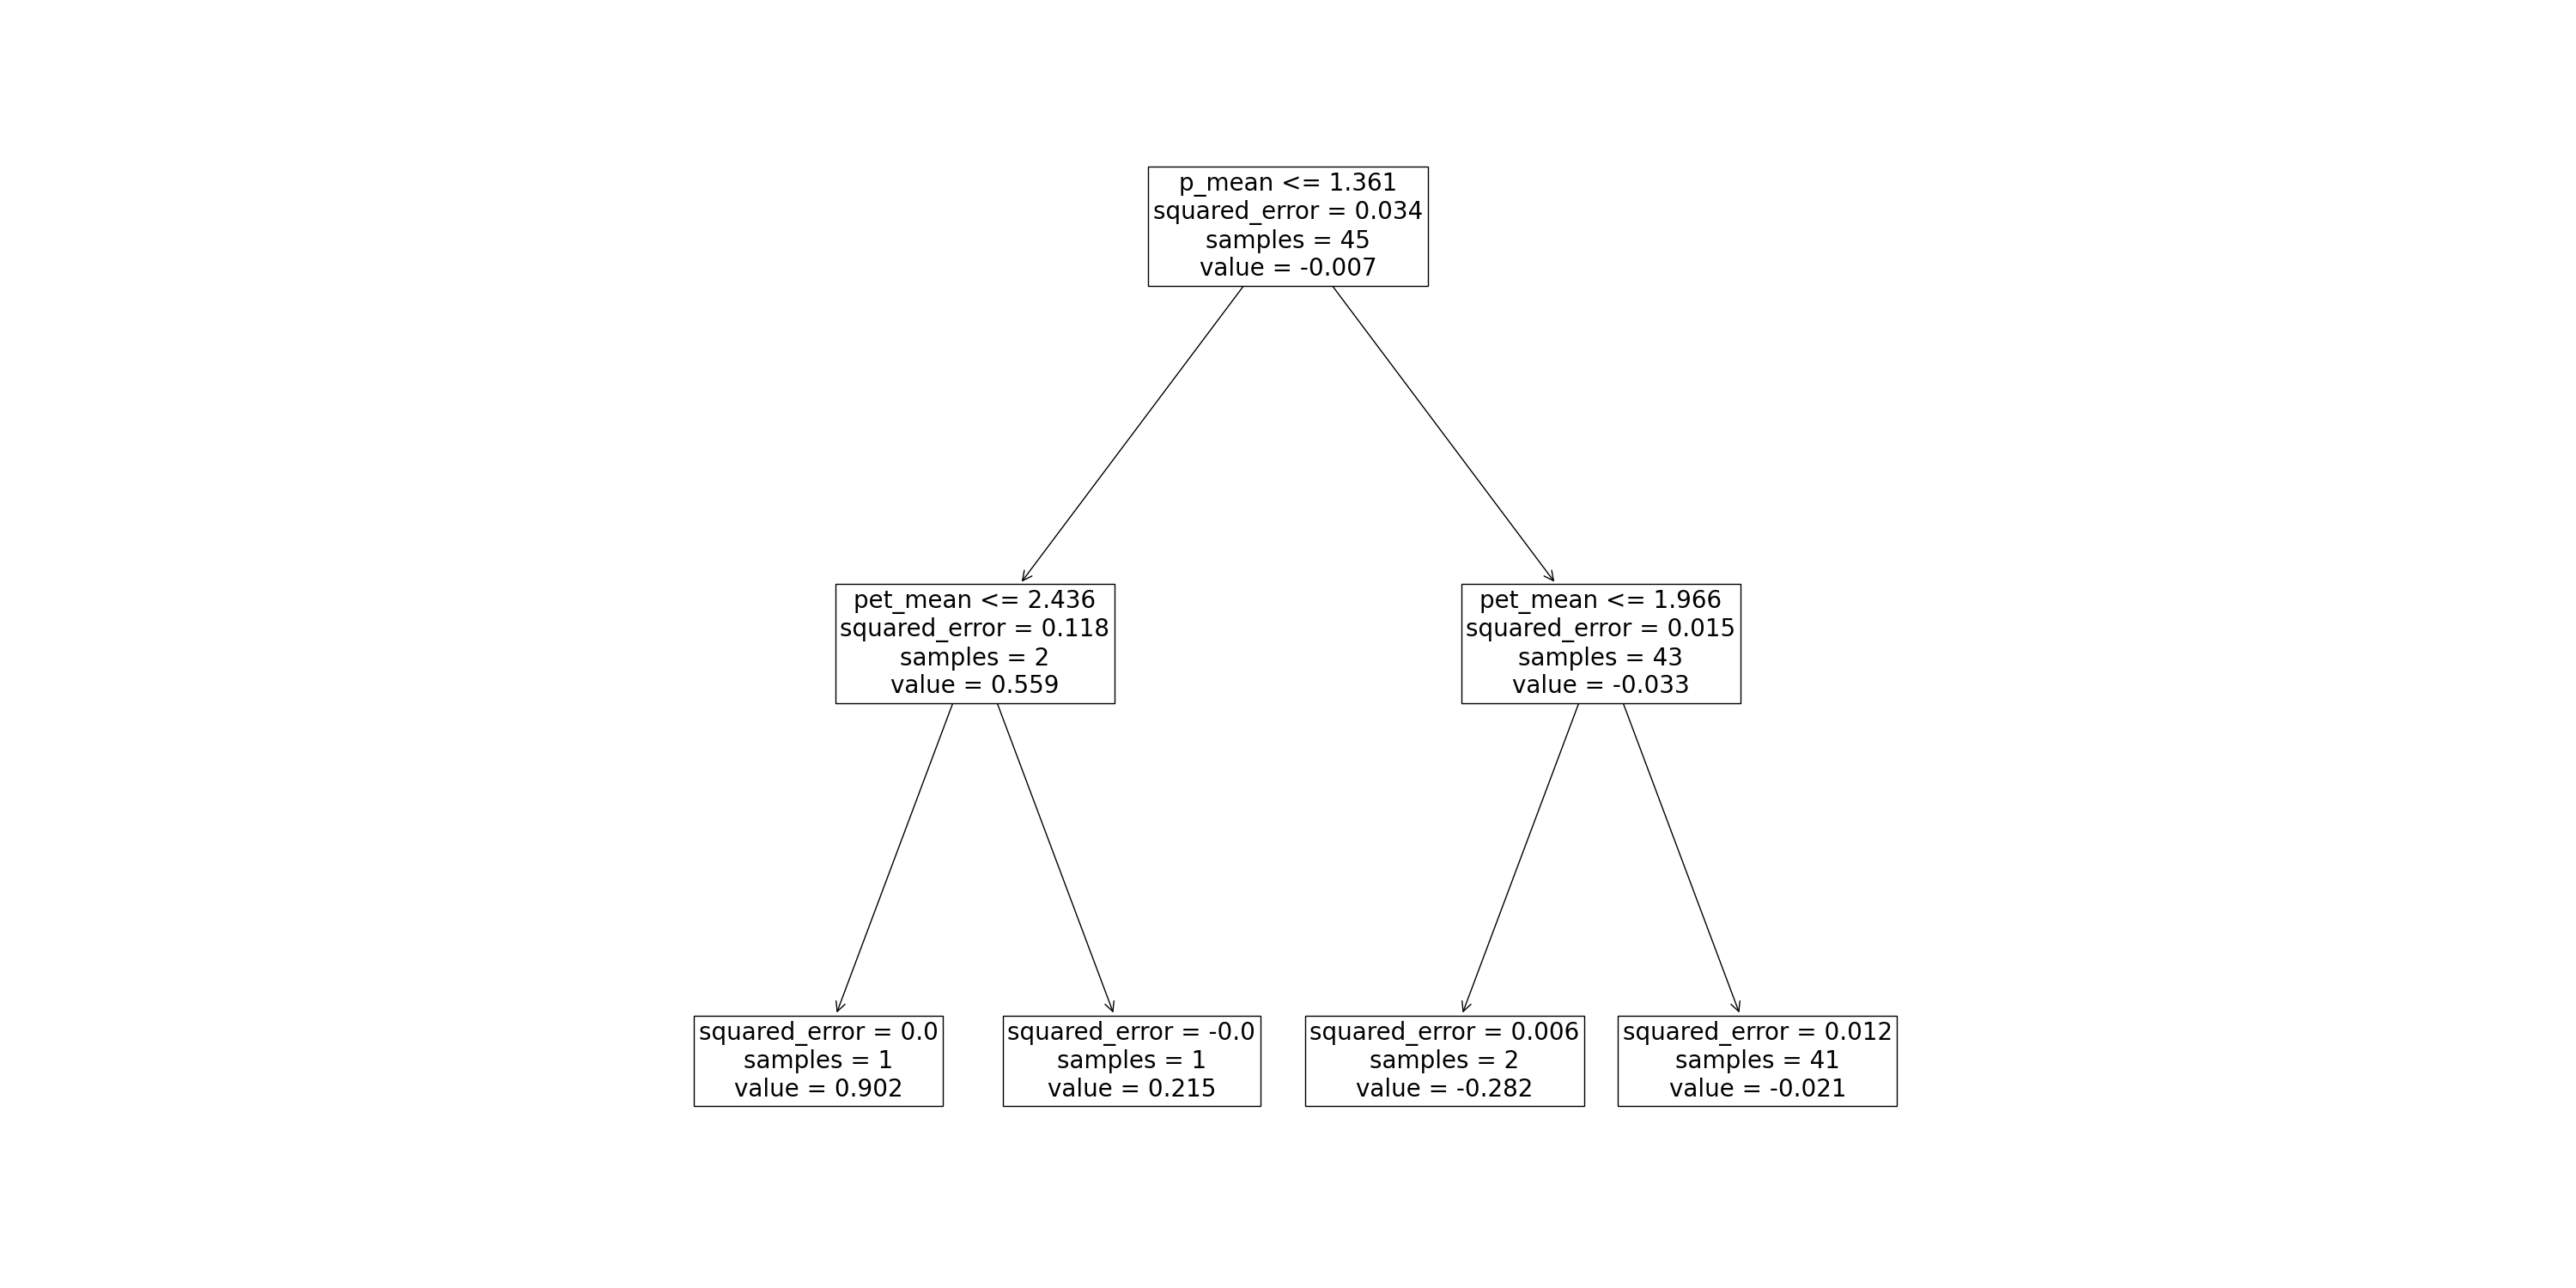 p_mean <= 1.361
squared_error = 0.034
samples = 45
value = -0.007
pet_mean <= 2.436
squared_error = 0.118
samples = 2
value = 0.559
pet_mean <= 1.966
squared_error = 0.015
samples = 43
value = -0.033
squared_error = 0.0
samples = 1
value = 0.902
squared_error = -0.0
samples = 1
value = 0.215
squared_error = 0.006
samples = 2
value = -0.282
squared_error = 0.012
samples = 41
value = -0.021